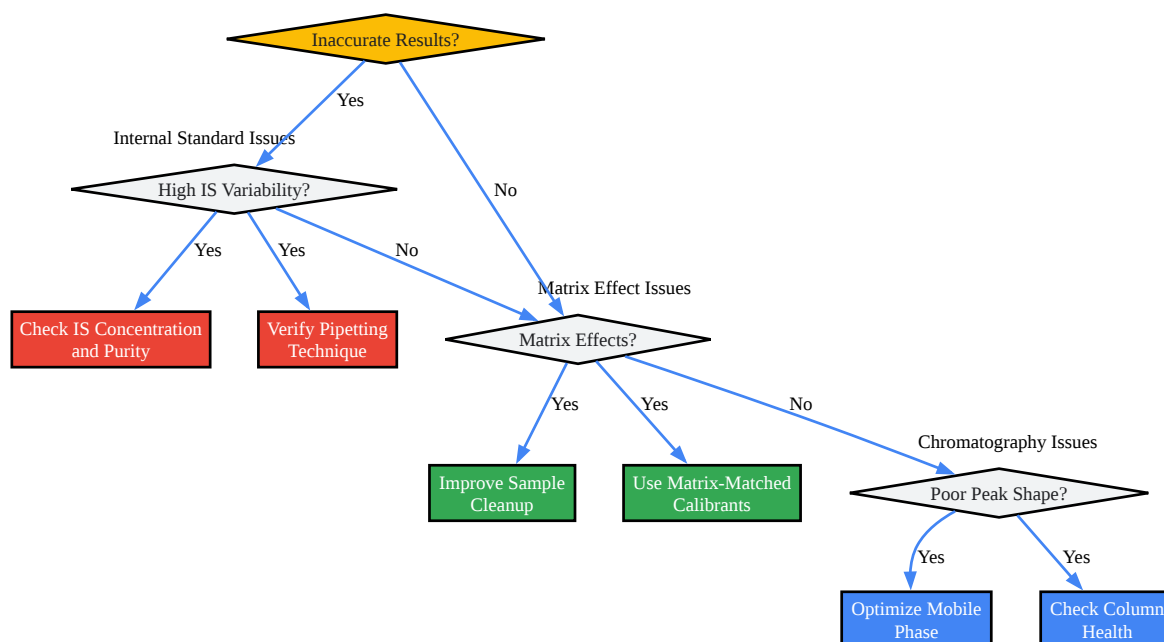 Inaccurate Results?
Yes
Internal Standard Issues
High IS Variability?
No
Yes
Yes
No
Matrix Effect Issues
Check IS Concentration
and Purity
Verify Pipetting
Technique
Matrix Effects?
Yes
Yes
No
Chromatography Issues
Improve Sample
Cleanup
Use Matrix-Matched
Calibrants
Poor Peak Shape?
Yes
Yes
Optimize Mobile
Phase
Check Column
Health